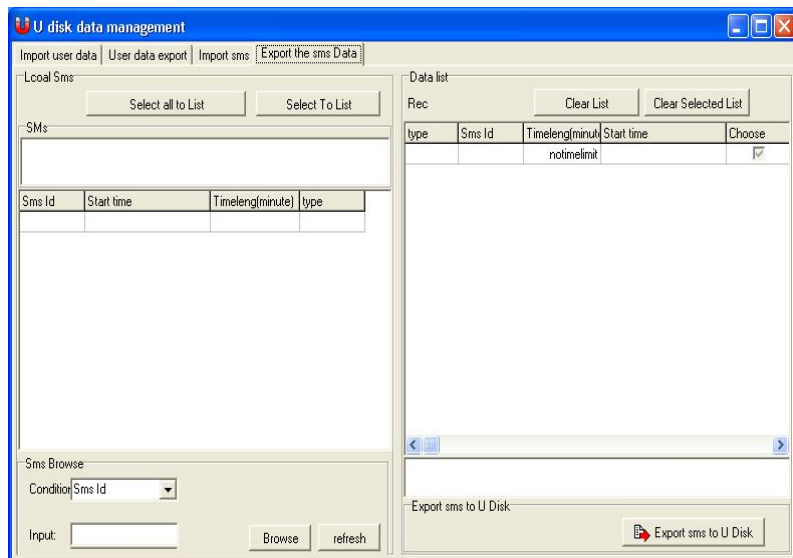 U disk data management
Import user data User data export Import sms Export the sms Data
Lcoal Sms
Select all to List Select To List
SMs
Sms Id Start time Timeleng(minute) type
Sms Browse
Condition Sms Id
Input: Browse refresh
Data list
Rec Clear List Clear Selected List
type Sms Id Timeleng(minut Start time Choose
notimelimit
Export sms to U Disk
Export sms to U Disk